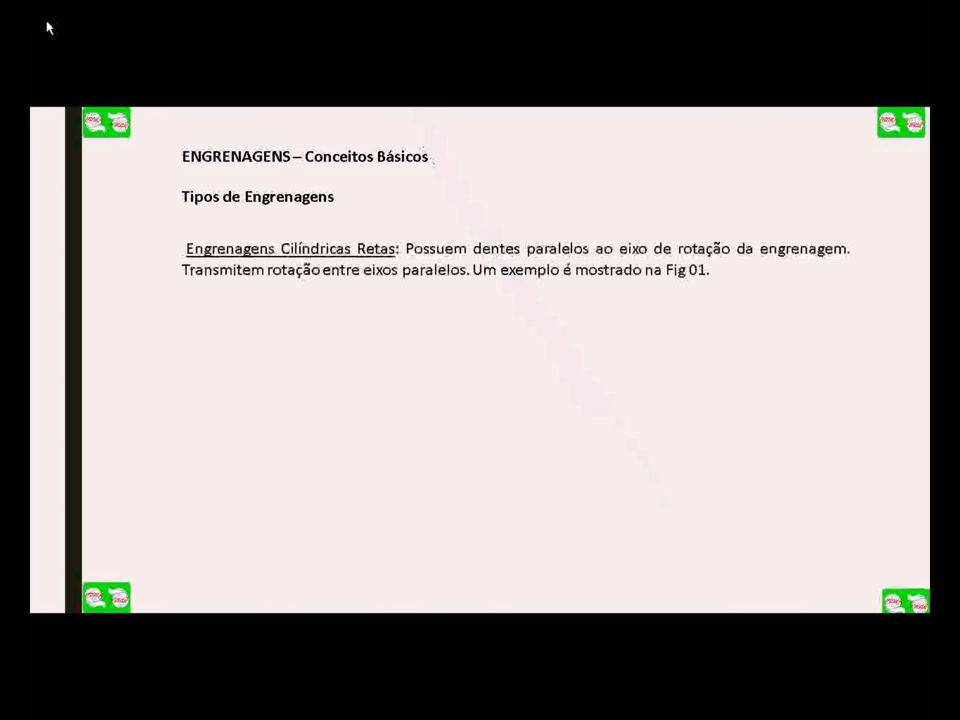 ENGRENAGENS – Conceitos Básicos
Tipos de Engrenagens
Engrenagens Cilíndricas Retas: Possuem dentes paralelos ao eixo de rotação da engrenagem.
Transmitem rotação entre eixos paralelos. Um exemplo é mostrado na Fig 01.